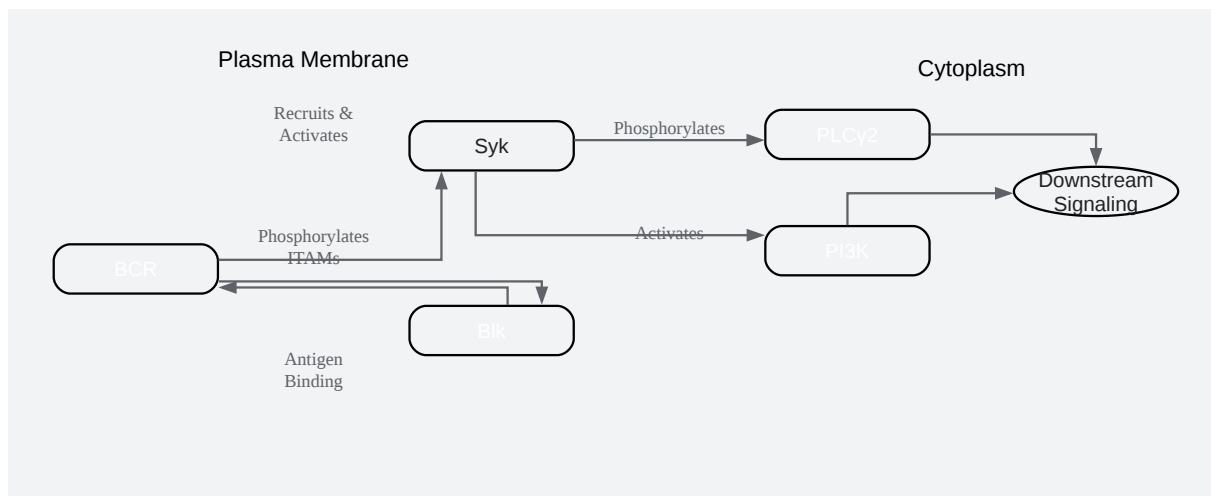 Plasma Membrane
Cytoplasm
Recruits &
Activates
Syk
Phosphorylates
PLCγ2
Downstream
Signaling
Phosphorylates
ITAMs
Activates
BCR
PI3K
Blk
Antigen
Binding